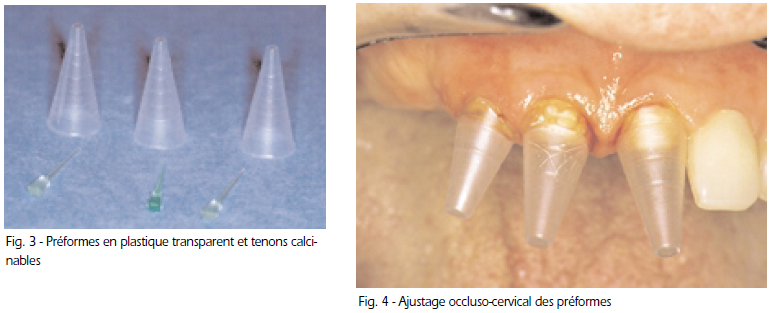 Fig. 3 - Préformes en plastique transparent et tenons calci-
nables
Fig. 4 - Ajustage occluso-cervical des préformes